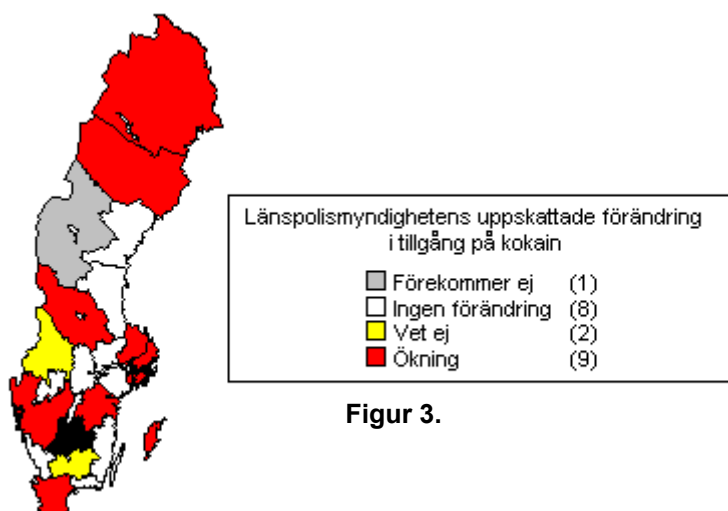 Länspolismyndighetens uppskattade förändring
i tillgång på kokain
Förekommer ej (1)
Ingen förändring (8)
Vet ej (2)
Ökning (9)
Figur 3.